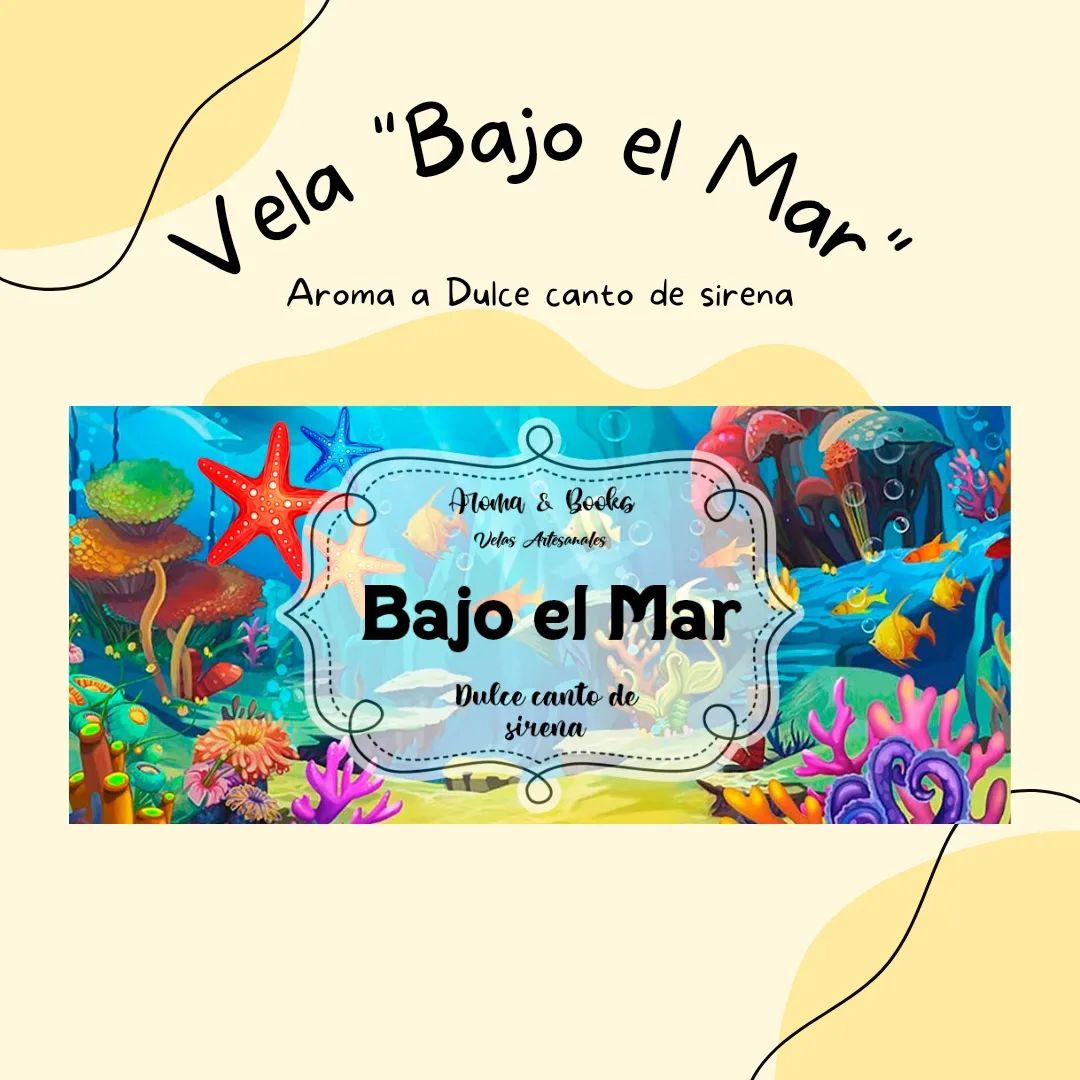 Vela "Bajo el Mar"
Aroma a Dulce canto de sirena
Aroma & Books
Velas Artesanales
Bajo el Mar
Dulce canto de
sirena